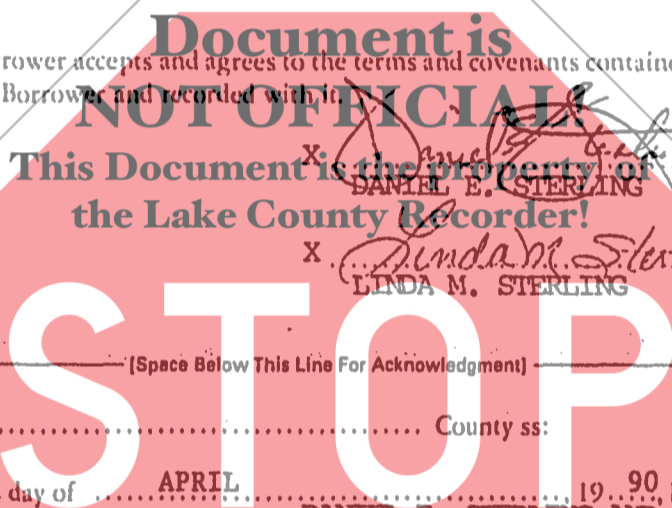 Document is
rower accepts and agrees to the terms and covenants containe
Borrower and recorded with it.
NOT OFFICIAL!
This Document is the property of
the Lake County Recorder!
X
DANIEL E. STERLING
X Linda M. Ster
LINDA M. STERLING
[Space Below This Line For Acknowledgment]
STOP
County ss:
day of APRIL, 19 90